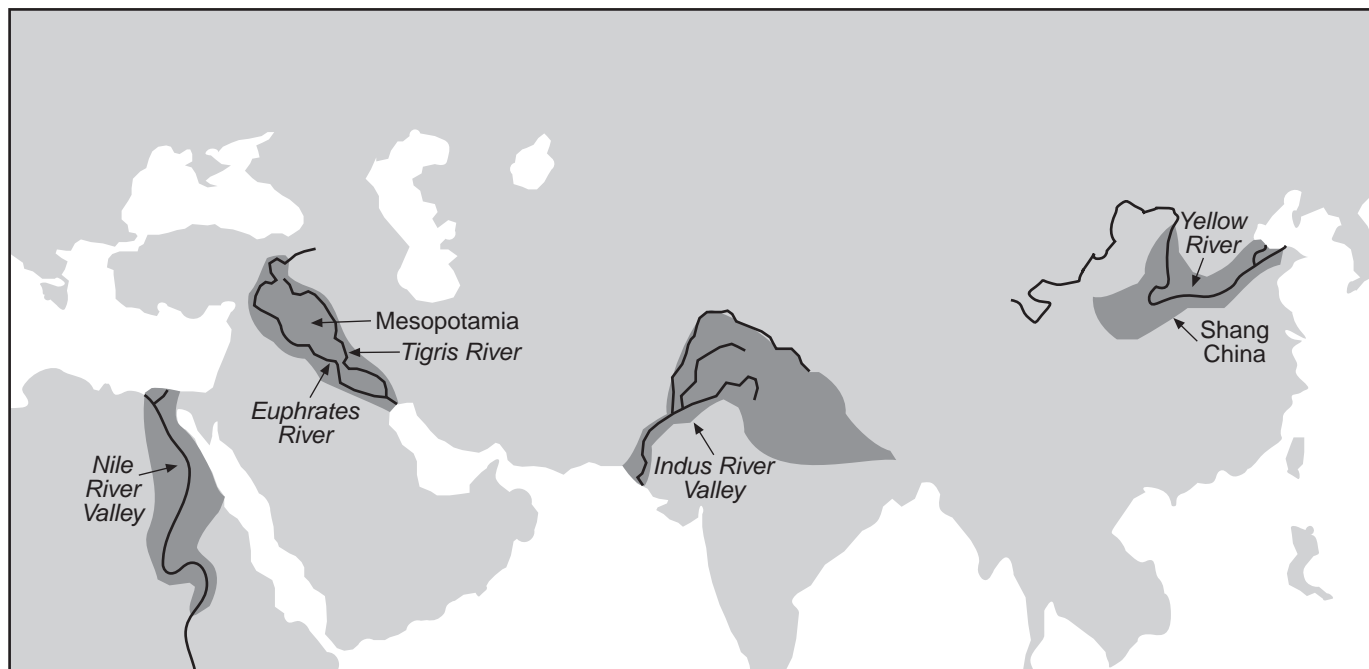 Yellow
River
Mesopotamia
Shang
China
Tigris River
Euphrates
River
Nile
River
Valley
Indus River
Valley